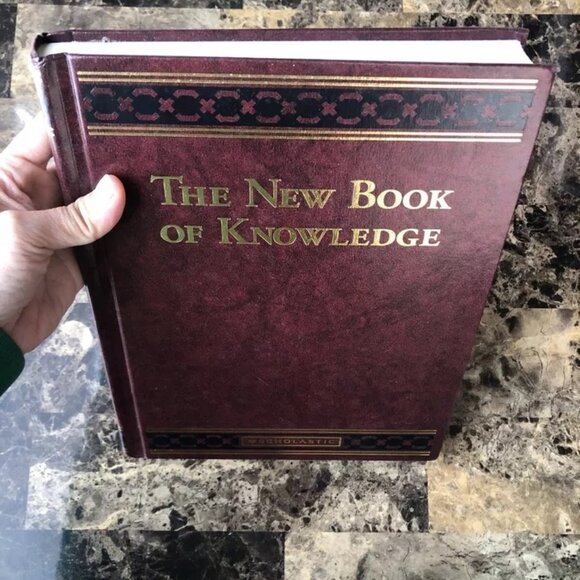 THE NEW BOOK
OF KNOWLEDGE
SCHOLASTIC